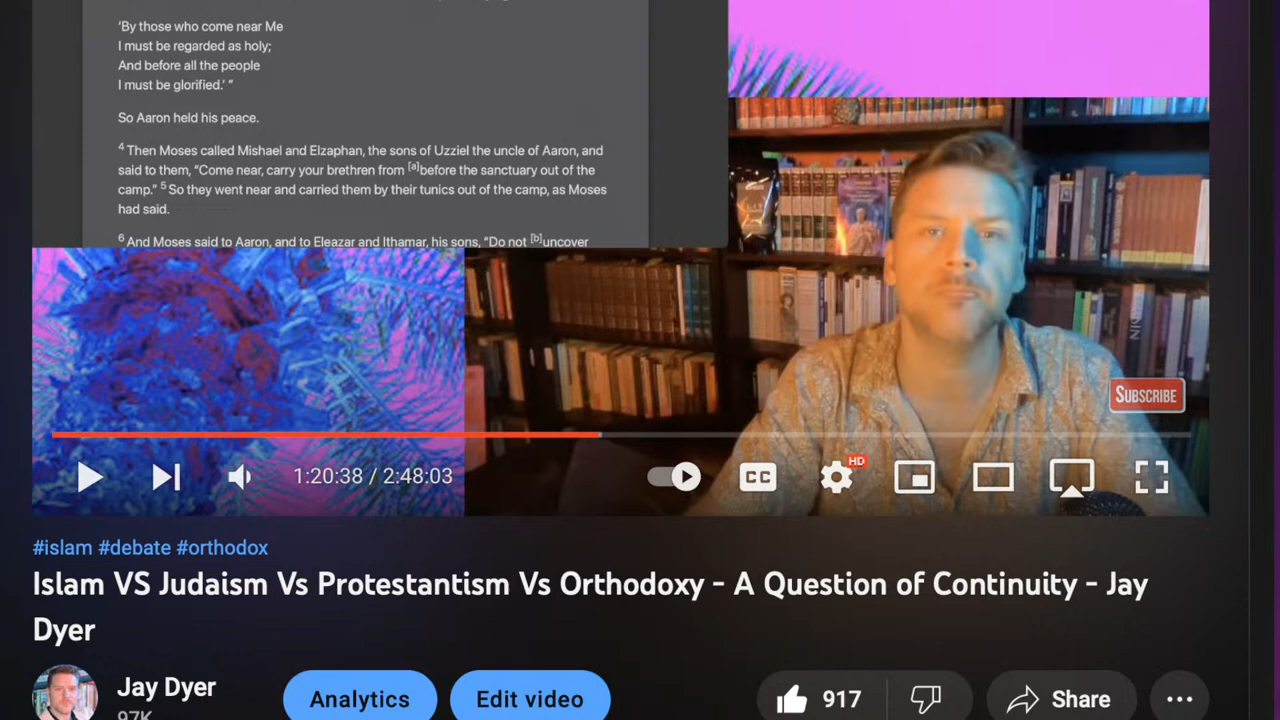 ‘By those who come near Me
I must be regarded as holy;
And before all the people
I must be glorified.’ ”
So Aaron held his peace.
4 Then Moses called Mishael and Elzaphan, the sons of Uzziel the uncle of Aaron, and
said to them, “Come near, carry your brethren from [a]before the sanctuary out of the
camp.” 5 So they went near and carried them by their tunics out of the camp, as Moses
had said.
6 And Moses said to Aaron, and to Eleazar and Ithamar, his sons, “Do not [b]uncover
SUBSCRIBE
1:20:38 / 2:48:03
CC
HD
#islam #debate #orthodox
Islam VS Judaism Vs Protestantism Vs Orthodoxy - A Question of Continuity - Jay
Dyer
Jay Dyer
97K
Analytics
Edit video
917
Share